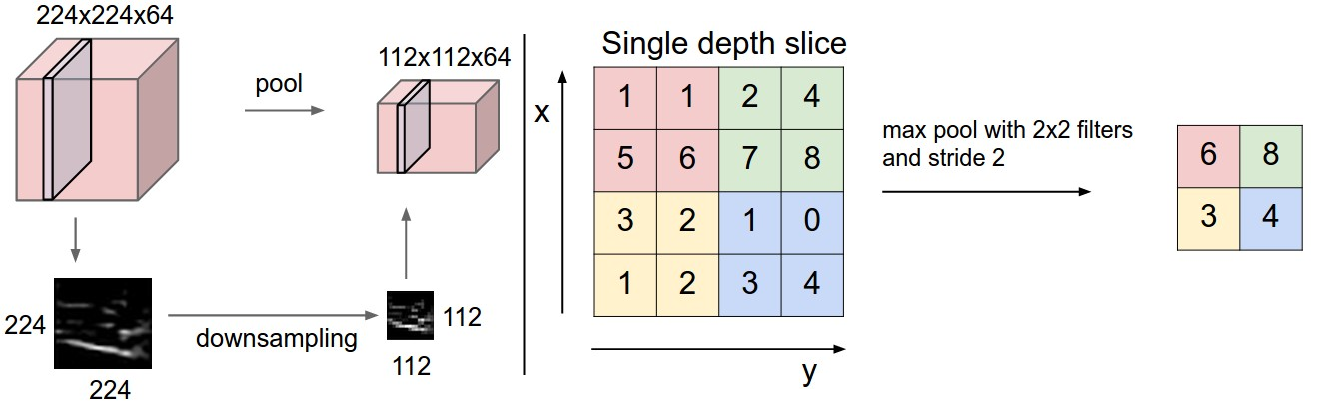 224x224x64
pool
112x112x64
224
224
downsampling
112
112
Single depth slice
x
1 1 2 4
5 6 7 8
3 2 1 0
1 2 3 4
y
max pool with 2x2 filters
and stride 2
6 8
3 4